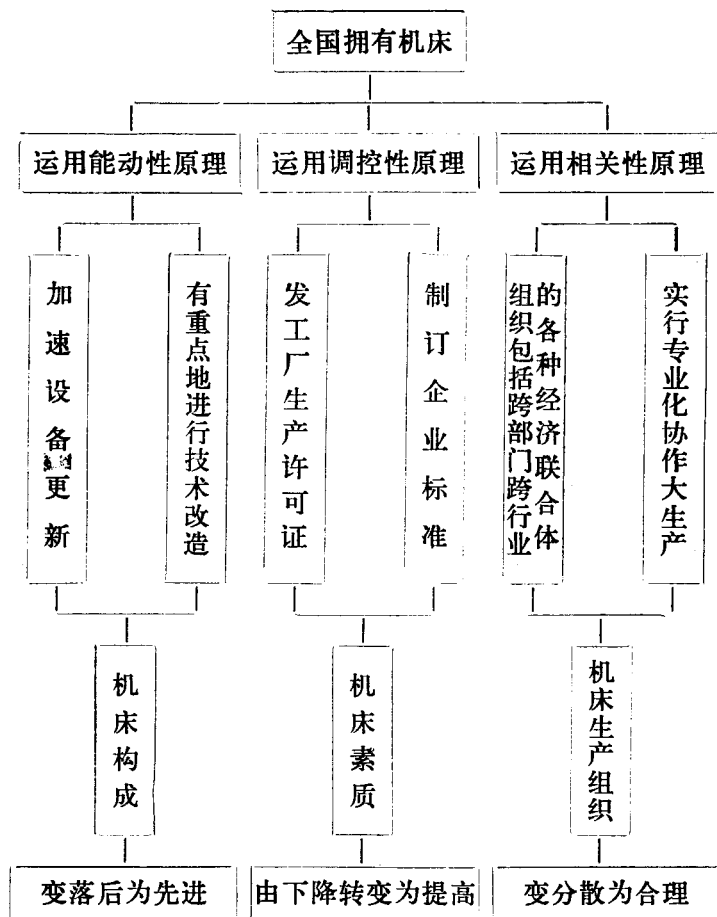 全国拥有机床
运用能动性原理
运用调控性原理
运用相关性原理
加速设备更新
有重点地进行技术改造
发工厂生产许可证
制订企业标准
组织包括跨部门跨行业
的各种经济联合体
实行专业化协作大生产
机床构成
机床素质
机床生产组织
变落后为先进
由下降转变为提高
变分散为合理